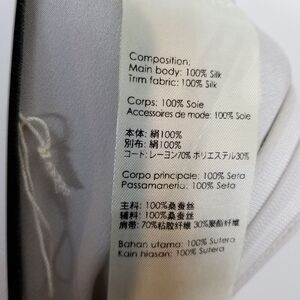 Composition:
Main body: 100% Silk
Trim fabric: 100% Silk
Corps: 100% Soie
Accessoires de mode: 100% Soie
本体: 絹100%
別布: 絹100%
コード: レーヨン70% ポリエステル30%
Corpo principale: 100% Seta
Passamaneria: 100% Seta
主料: 100%桑蚕丝
辅料: 100%桑蚕丝
肩带: 70%粘胶纤维 30%聚酯纤维
Bahan utama: 100% Sutera
Kain hiasan: 100% Sutera